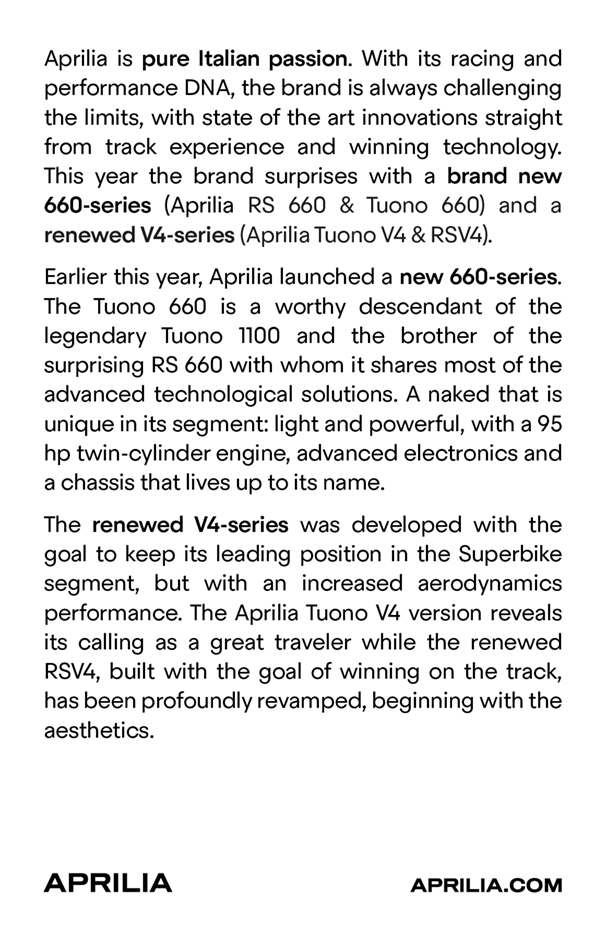 Aprilia is pure Italian passion. With its racing and
performance DNA, the brand is always challenging
the limits, with state of the art innovations straight
from track experience and winning technology.
This year the brand surprises with a brand new
660-series (Aprilia RS 660 & Tuono 660) and a
renewed V4-series (Aprilia Tuono V4 & RSV4).
Earlier this year, Aprilia launched a new 660-series.
The Tuono 660 is a worthy descendant of the
legendary Tuono 1100 and the brother of the
surprising RS 660 with whom it shares most of the
advanced technological solutions. A naked that is
unique in its segment: light and powerful, with a 95
hp twin-cylinder engine, advanced electronics and
a chassis that lives up to its name.
The renewed V4-series was developed with the
goal to keep its leading position in the Superbike
segment, but with an increased aerodynamics
performance. The Aprilia Tuono V4 version reveals
its calling as a great traveler while the renewed
RSV4, built with the goal of winning on the track,
has been profoundly revamped, beginning with the
aesthetics.
APRILIA
APRILIA.COM